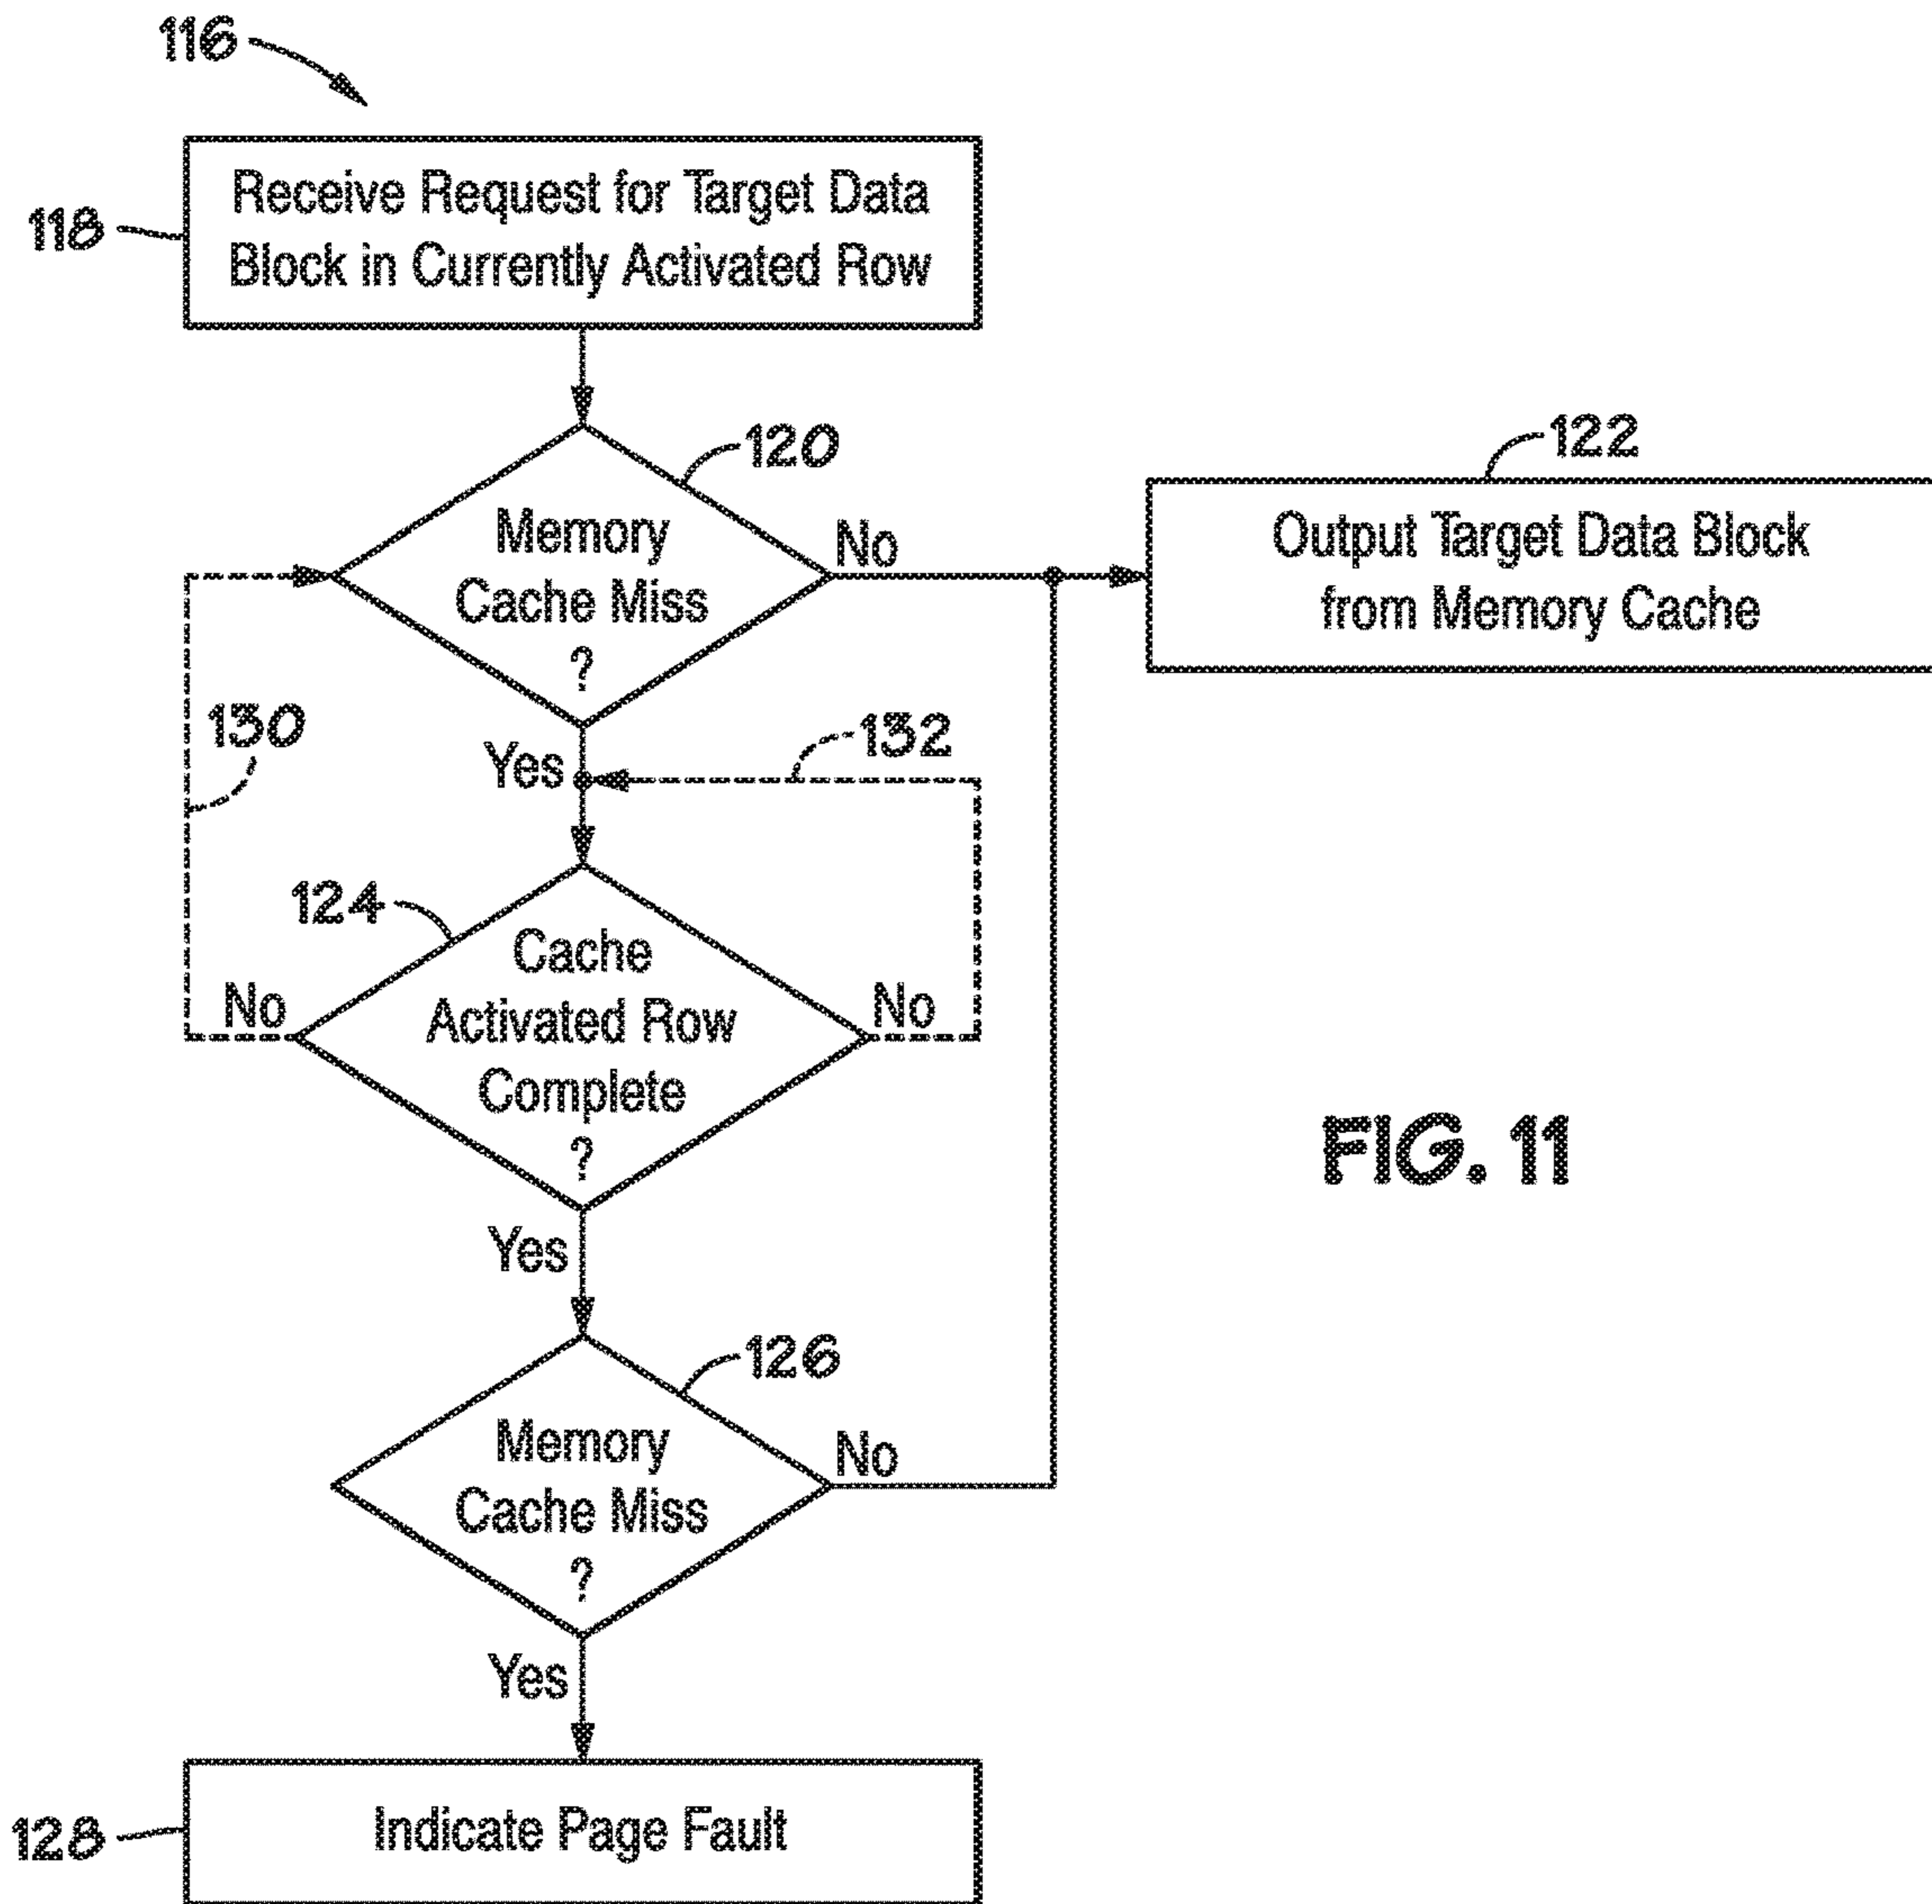 116
118
Receive Request for Target Data
Block in Currently Activated Row
120
Memory
Cache Miss
?
No
Yes
122
Output Target Data Block
from Memory Cache
130
132
124
Cache
Activated Row
Complete
?
No
No
Yes
126
Memory
Cache Miss
?
No
Yes
128
Indicate Page Fault
FIG. 11